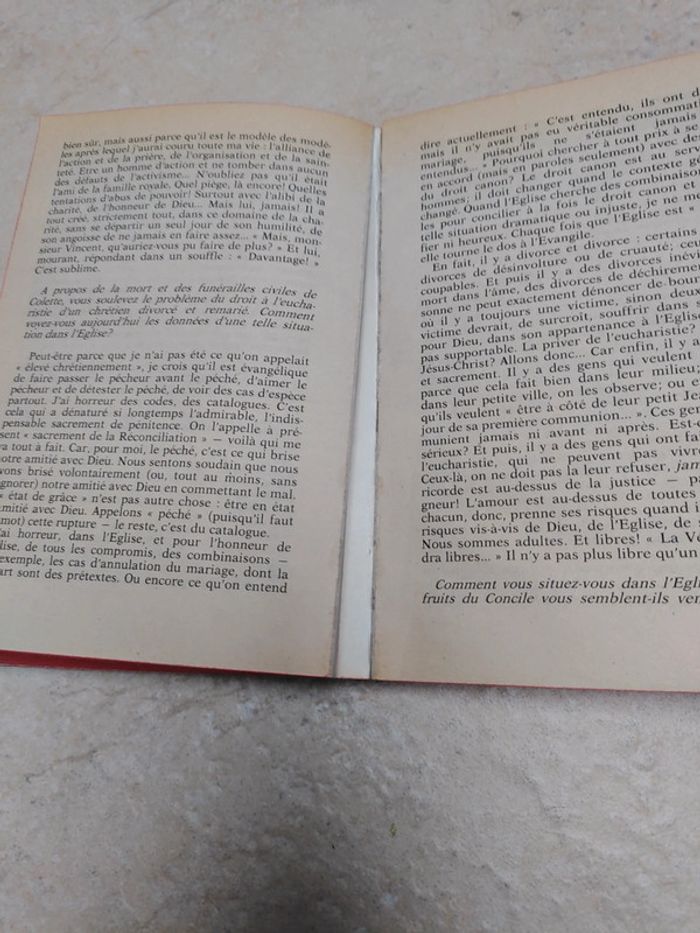 bien sûr, mais aussi parce qu'il est le modèle des modè-
les après lequel j'aurai couru toute ma vie : l'alliance de
l'action et de la prière, de l'organisation et de la sain-
teté. Etre un homme d'action et ne tomber dans aucun
des défauts de l'activisme... N'oubliez pas qu'il était
l'ami de la famille royale. Quel piège, là encore! Quelles
tentations d'abus de pouvoir! Surtout avec l'alibi de la
charité, de l'honneur de Dieu... Mais lui, jamais! Il a
tout créé, strictement tout, dans ce domaine de la cha-
rité, sans se départir un seul jour de son humilité, de
son angoisse de ne jamais en faire assez... « Mais, mon-
sieur Vincent, qu'auriez-vous pu faire de plus? » Et lui,
mourant, répondant dans un souffle : « Davantage! »
C'est sublime.
A propos de la mort et des funérailles civiles de
Colette, vous soulevez le problème du droit à l'eucha-
ristie d'un chrétien divorcé et remarié. Comment
voyez-vous aujourd'hui les données d'une telle situa-
tion dans l'Eglise?
Peut-être parce que je n'ai pas été ce qu'on appelait
« élevé chrétiennement », je crois qu'il est évangélique
de faire passer le pécheur avant le péché, d'aimer le
pécheur et de détester le péché, de voir des cas d'espèce
partout. J'ai horreur des codes, des catalogues. C'est
cela qui a dénaturé si longtemps l'admirable, l'indis-
pensable sacrement de pénitence. On l'appelle à pré-
sent « sacrement de la Réconciliation » — voilà qui me
va tout à fait. Car, pour moi, le péché, c'est ce qui brise
notre amitié avec Dieu. Nous sentons soudain que nous
vons brisé volontairement (ou, tout au moins, sans
ignorer) notre amitié avec Dieu en commettant le mal.
« état de grâce » n'est pas autre chose : être en état
amitié avec Dieu. Appelons « péché » (puisqu'il faut
mot) cette rupture — le reste, c'est du catalogue.
ai horreur, dans l'Eglise, et pour l'honneur de
lise, de tous les compromis, des combinaisons —
exemple, les cas d'annulation du mariage, dont la
art sont des prétextes. Ou encore ce qu'on entend
dire actuellement : « C'est entendu, ils ont d
mais il n'y avait pas eu véritable consommat
mariage, puisqu'ils ne s'étaient jamais
entendus... » Pourquoi chercher à tout prix à se
en accord (mais en paroles seulement) avec de
du droit canon? Le droit canon est au serv
hommes; il doit changer quand le contexte g
changé. Quand l'Eglise cherche des combinaison
les pour concilier à la fois le droit canon et
telle situation dramatique ou injuste, je ne me
fier ni heureux. Chaque fois que l'Eglise est «
elle tourne le dos à l'Evangile.
En fait, il y a divorce et divorce : certains
divorces de désinvolture ou de cruauté; ce
coupables. Et puis il y a des divorces inévi
mort dans l'âme, des divorces de déchirem
sonne ne peut exactement dénoncer de bour
où il y a toujours une victime, sinon deux
victime devrait, de surcroît, souffrir dans s
pour Dieu, dans son appartenance à l'Eglise
pas supportable. La priver de l'eucharistie?
Jésus-Christ? Allons donc... Car enfin, il y a
et sacrement. Il y a des gens qui veulent
parce que cela fait bien dans leur milieu;
dans leur petite ville, on les observe; ou e
qu'ils veulent « être à côté de leur petit Je
jour de sa première communion... ». Ces gen
munient jamais ni avant ni après. Est-c
sérieux? Et puis, il y a des gens qui ont fa
l'eucharistie, qui ne peuvent pas vivr
Ceux-là, on ne doit pas la leur refuser, jam
ricorde est au-dessus de la justice — pa
gneur! L'amour est au-dessus de toutes
chacun, donc, prenne ses risques quand i
risques vis-à-vis de Dieu, de l'Eglise, de s
Nous sommes adultes. Et libres! « La Vé
dra libres... » Il n'y a pas plus libre qu'un
Comment vous situez-vous dans l'Egli
fruits du Concile vous semblent-ils ven